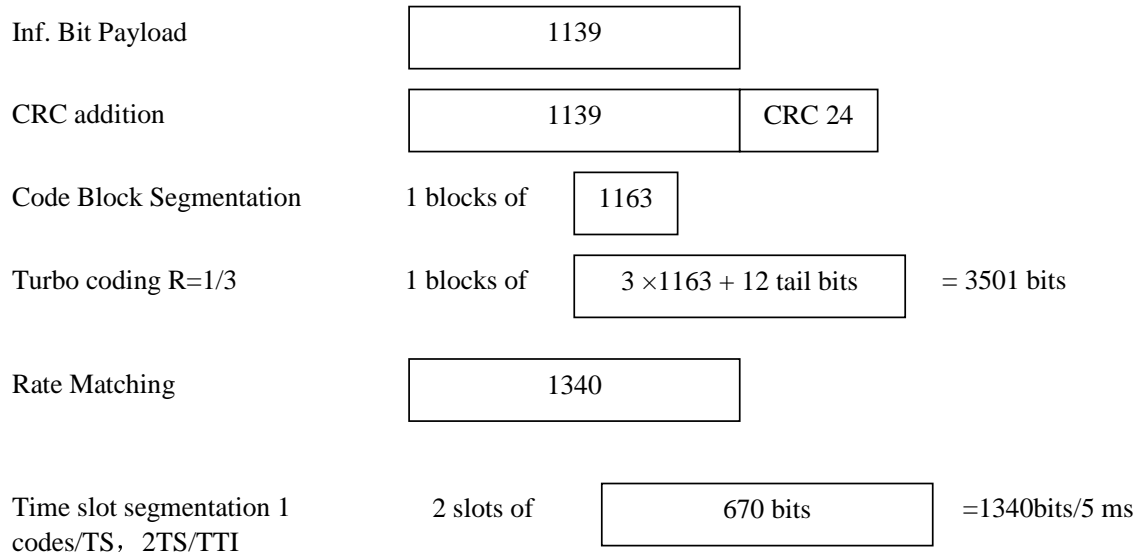 Inf. Bit Payload 1139
CRC addition 1139 CRC 24
Code Block Segmentation 1 blocks of 1163
Turbo coding R=1/3 1 blocks of 3 ×1163 + 12 tail bits = 3501 bits
Rate Matching 1340
Time slot segmentation 1 2 slots of 670 bits =1340bits/5 ms
codes/TS，2TS/TTI